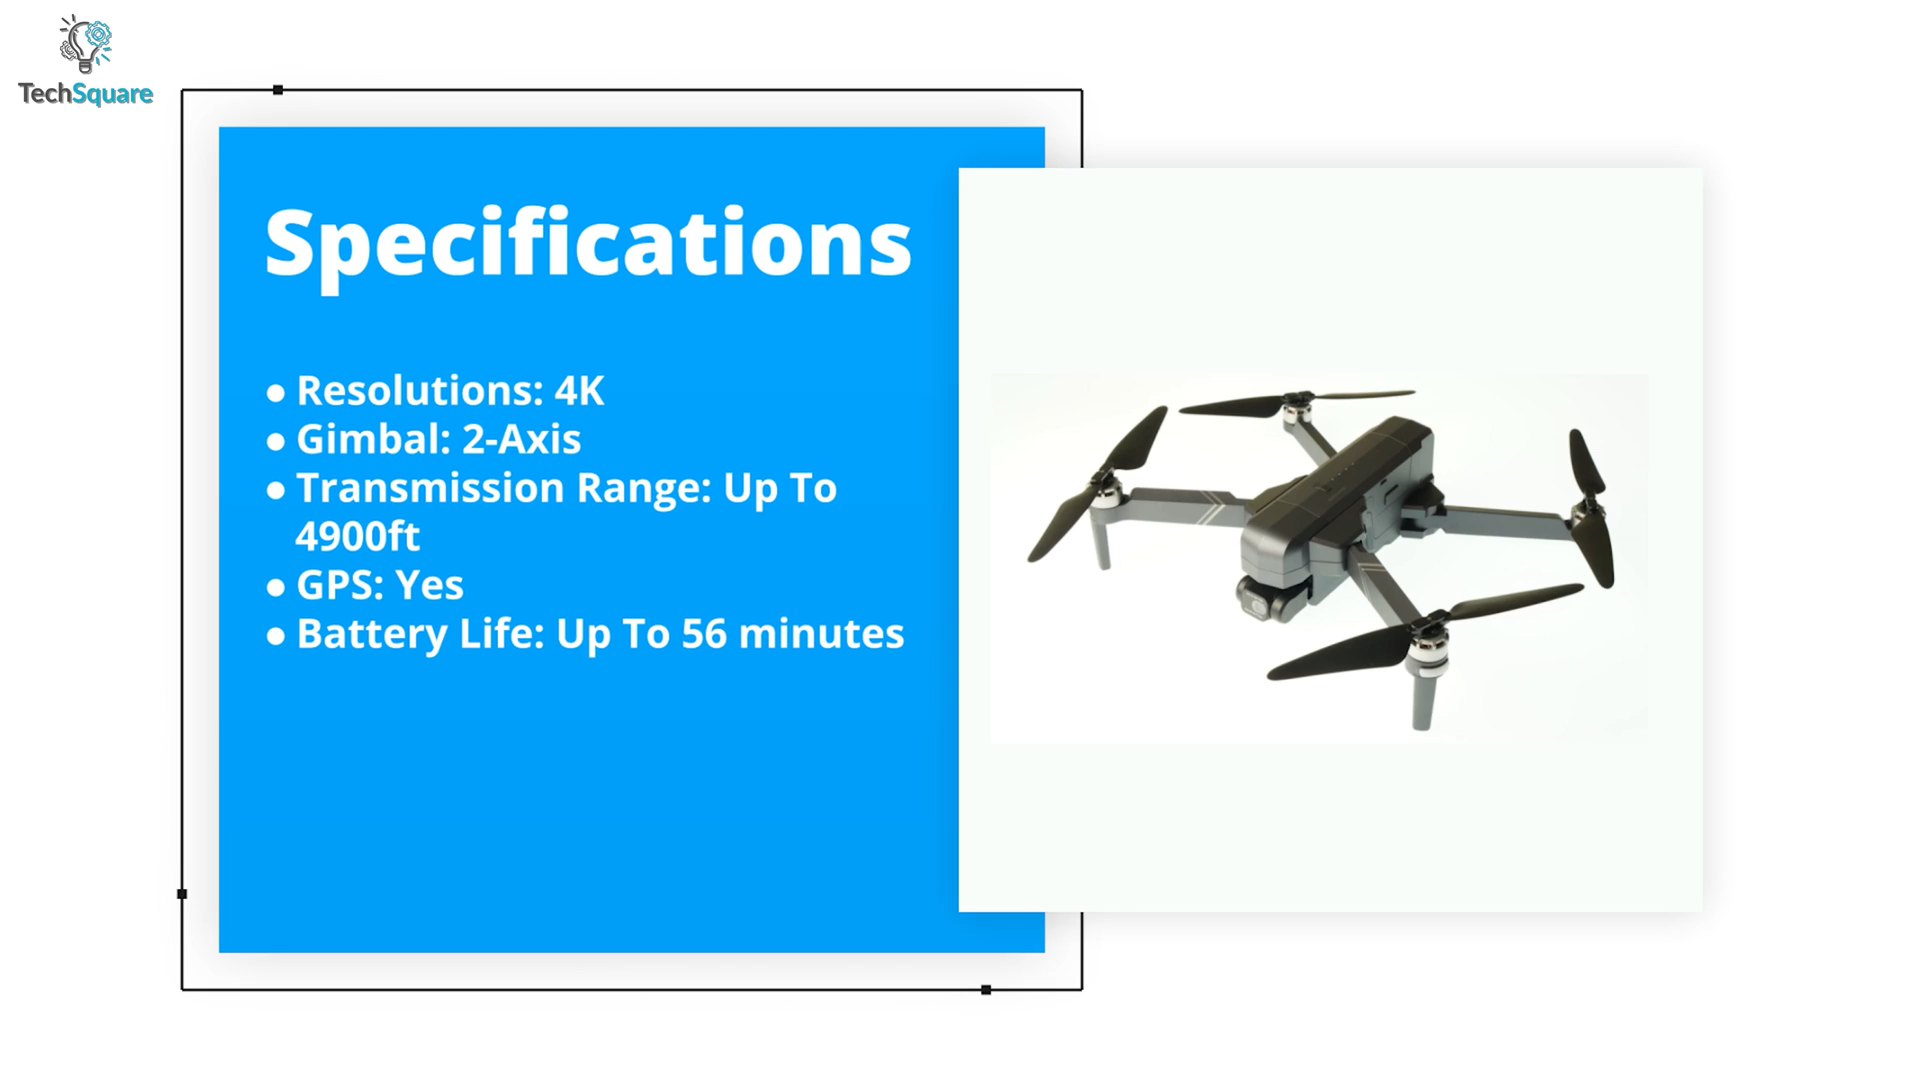 TechSquare
Specifications
● Resolutions: 4K
● Gimbal: 2-Axis
● Transmission Range: Up To
4900ft
● GPS: Yes
● Battery Life: Up To 56 minutes